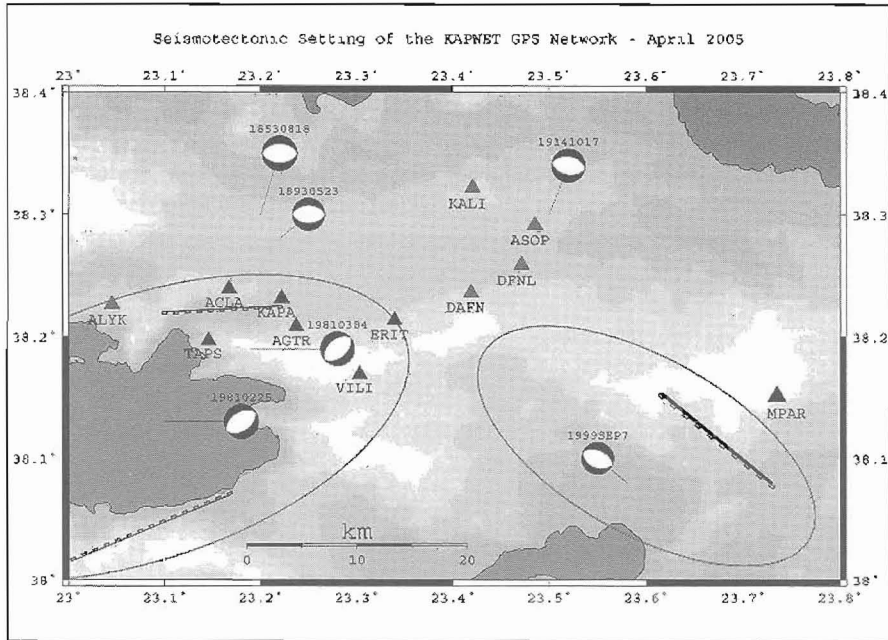 Seismotectonic Setting of the KAPNET GPS Network - April 2005
23° 23.1° 23.2° 23.3° 23.4° 23.5° 23.6° 23.7° 23.8°
38.4° 38.4°
18530818 19141017
18930523
KALI
38.3° 38.3°
ASOP
DFNL
ACLA KAPA DAFN
ALYK
19810304 ERIT
AGTR
38.2° 38.2°
TAPS
VILI
19810225 MPAR
1999SEP7
38.1° 38.1°
km
0 10 20
38° 38°
23° 23.1° 23.2° 23.3° 23.4° 23.5° 23.6° 23.7° 23.8°